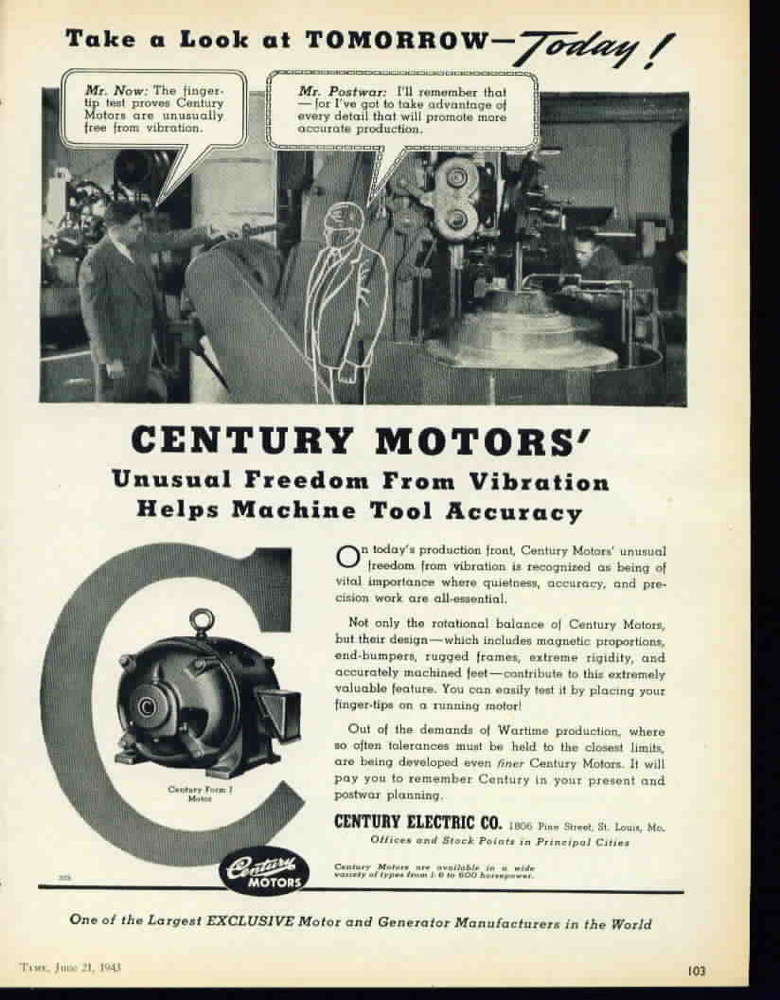 Take a Look at TOMORROW—Today!
Mr. Now: The finger-
tip test proves Century
Motors are unusually
free from vibration.
Mr. Postwar: I'll remember that
— for I've got to take advantage of
every detail that will promote more
accurate production.
CENTURY MOTORS'
Unusual Freedom From Vibration
Helps Machine Tool Accuracy
On today's production front, Century Motors' unusual
freedom from vibration is recognized as being of
vital importance where quietness, accuracy, and pre-
cision work are all-essential.
Not only the rotational balance of Century Motors,
but their design—which includes magnetic proportions,
end-bumpers, rugged frames, extreme rigidity, and
accurately machined feet—contribute to this extremely
valuable feature. You can easily test it by placing your
finger-tips on a running motor!
Out of the demands of Wartime production, where
so often tolerances must be held to the closest limits,
are being developed even finer Century Motors. It will
pay you to remember Century in your present and
postwar planning.
C
Century Form J
Motor
CENTURY ELECTRIC CO. 1806 Pine Street, St. Louis, Mo.
Offices and Stock Points in Principal Cities
Century Motors are available in a wide
variety of types from 1/6 to 600 horsepower.
Century
MOTORS
One of the Largest EXCLUSIVE Motor and Generator Manufacturers in the World
TIME, June 21, 1943
103